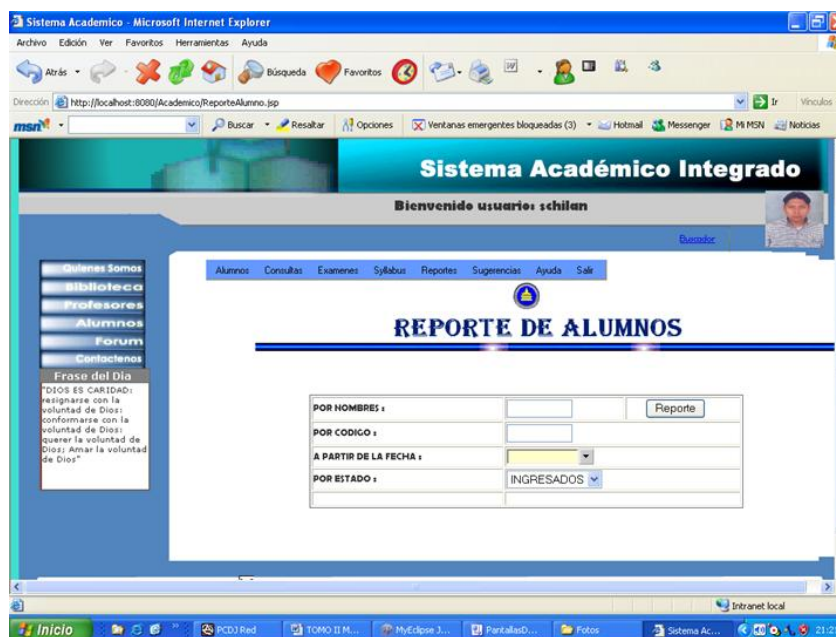 Sistema Academico - Microsoft Internet Explorer
Archivo Edición Ver Favoritos Herramientas Ayuda
Atrás Búsqueda Favoritos
Dirección http://localhost:8080/Academico/ReporteAlumno.jsp Ir Vínculos
msn Buscar Resaltar Opciones Ventanas emergentes bloqueadas (3) Hotmail Messenger Mi MSN Noticias
Sistema Académico Integrado
Bienvenido usuario: schilan
Buscador
Quienes Somos
Biblioteca
Profesores
Alumnos
Forum
Contactenos
Frase del Dia
"DIOS ES CARIDAD:
resignarse con la
voluntad de Dios:
conformarse con la
voluntad de Dios:
querer la voluntad de
Dios; Amar la voluntad
de Dios"
Alumnos Consultas Examenes Syllabus Reportes Sugerencias Ayuda Salir
REPORTE DE ALUMNOS
POR NOMBRES : Reporte
POR CODIGO :
A PARTIR DE LA FECHA :
POR ESTADO : INGRESADOS
Intranet local
Inicio PCDJ Red TOMO II M... MyEclipse J... PantallasD... Fotos Sistema Ac...